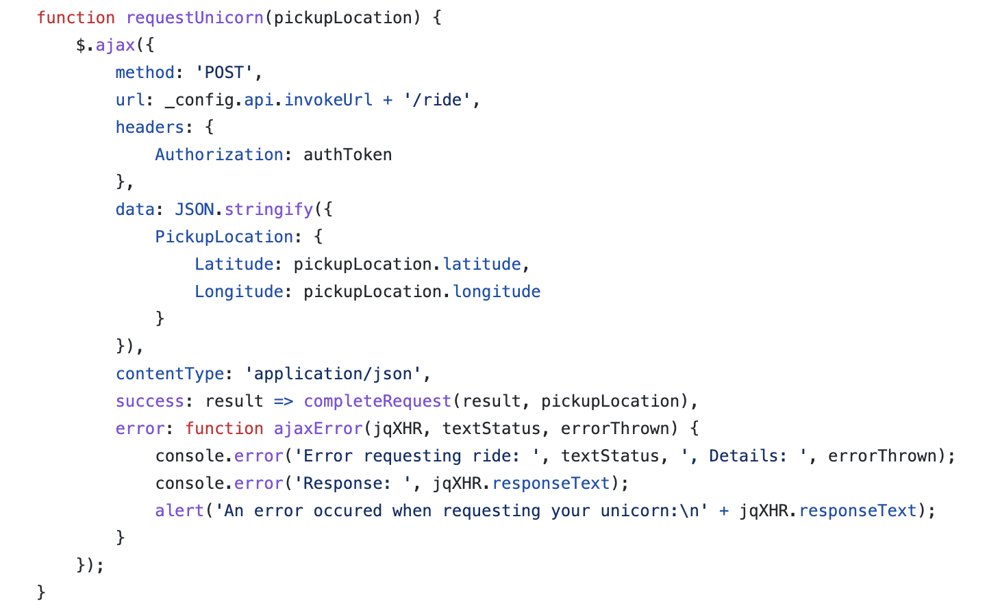 function requestUnicorn(pickupLocation) {
    $.ajax({
        method: 'POST',
        url: _config.api.invokeUrl + '/ride',
        headers: {
            Authorization: authToken
        },
        data: JSON.stringify({
            PickupLocation: {
                Latitude: pickupLocation.latitude,
                Longitude: pickupLocation.longitude
            }
        }),
        contentType: 'application/json',
        success: result => completeRequest(result, pickupLocation),
        error: function ajaxError(jqXHR, textStatus, errorThrown) {
            console.error('Error requesting ride: ', textStatus, ', Details: ', errorThrown);
            console.error('Response: ', jqXHR.responseText);
            alert('An error occured when requesting your unicorn:\n' + jqXHR.responseText);
        }
    });
}